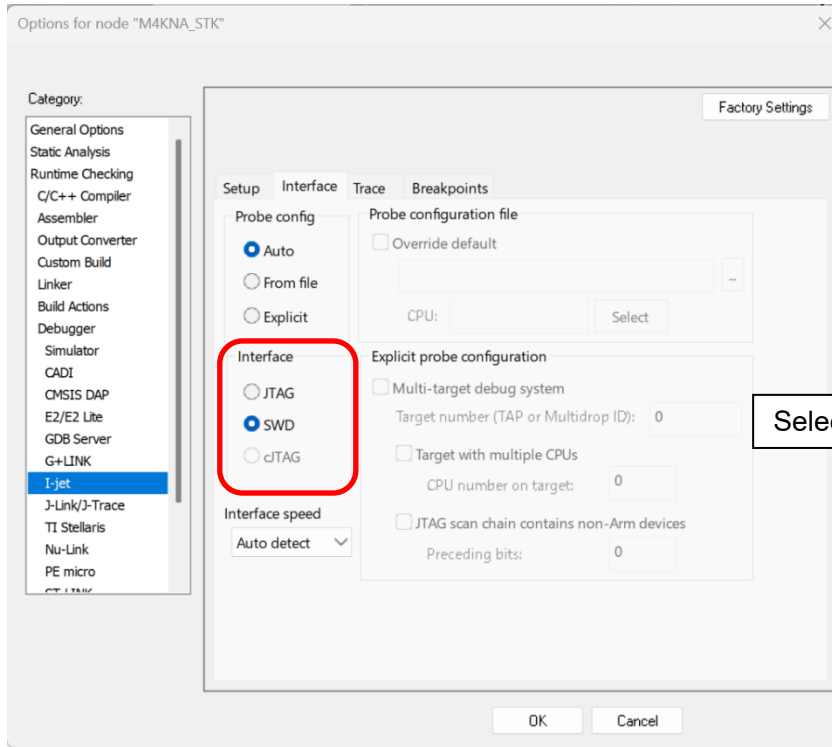 Options for node "M4KNA_STK"
Category:
Factory Settings
General Options
Static Analysis
Runtime Checking
C/C++ Compiler
Assembler
Output Converter
Custom Build
Linker
Build Actions
Debugger
Simulator
CADI
CMSIS DAP
E2/E2 Lite
GDB Server
G+LINK
I-jet
J-Link/J-Trace
TI Stellaris
Nu-Link
PE micro
Setup Interface Trace Breakpoints
Probe config
Auto
From file
Explicit
Probe configuration file
Override default
...
CPU: Select
Interface
JTAG
SWD
cJTAG
Interface speed
Auto detect
Explicit probe configuration
Multi-target debug system
Target number (TAP or Multidrop ID): 0
Target with multiple CPUs
CPU number on target: 0
JTAG scan chain contains non-Arm devices
Preceding bits: 0
OK Cancel